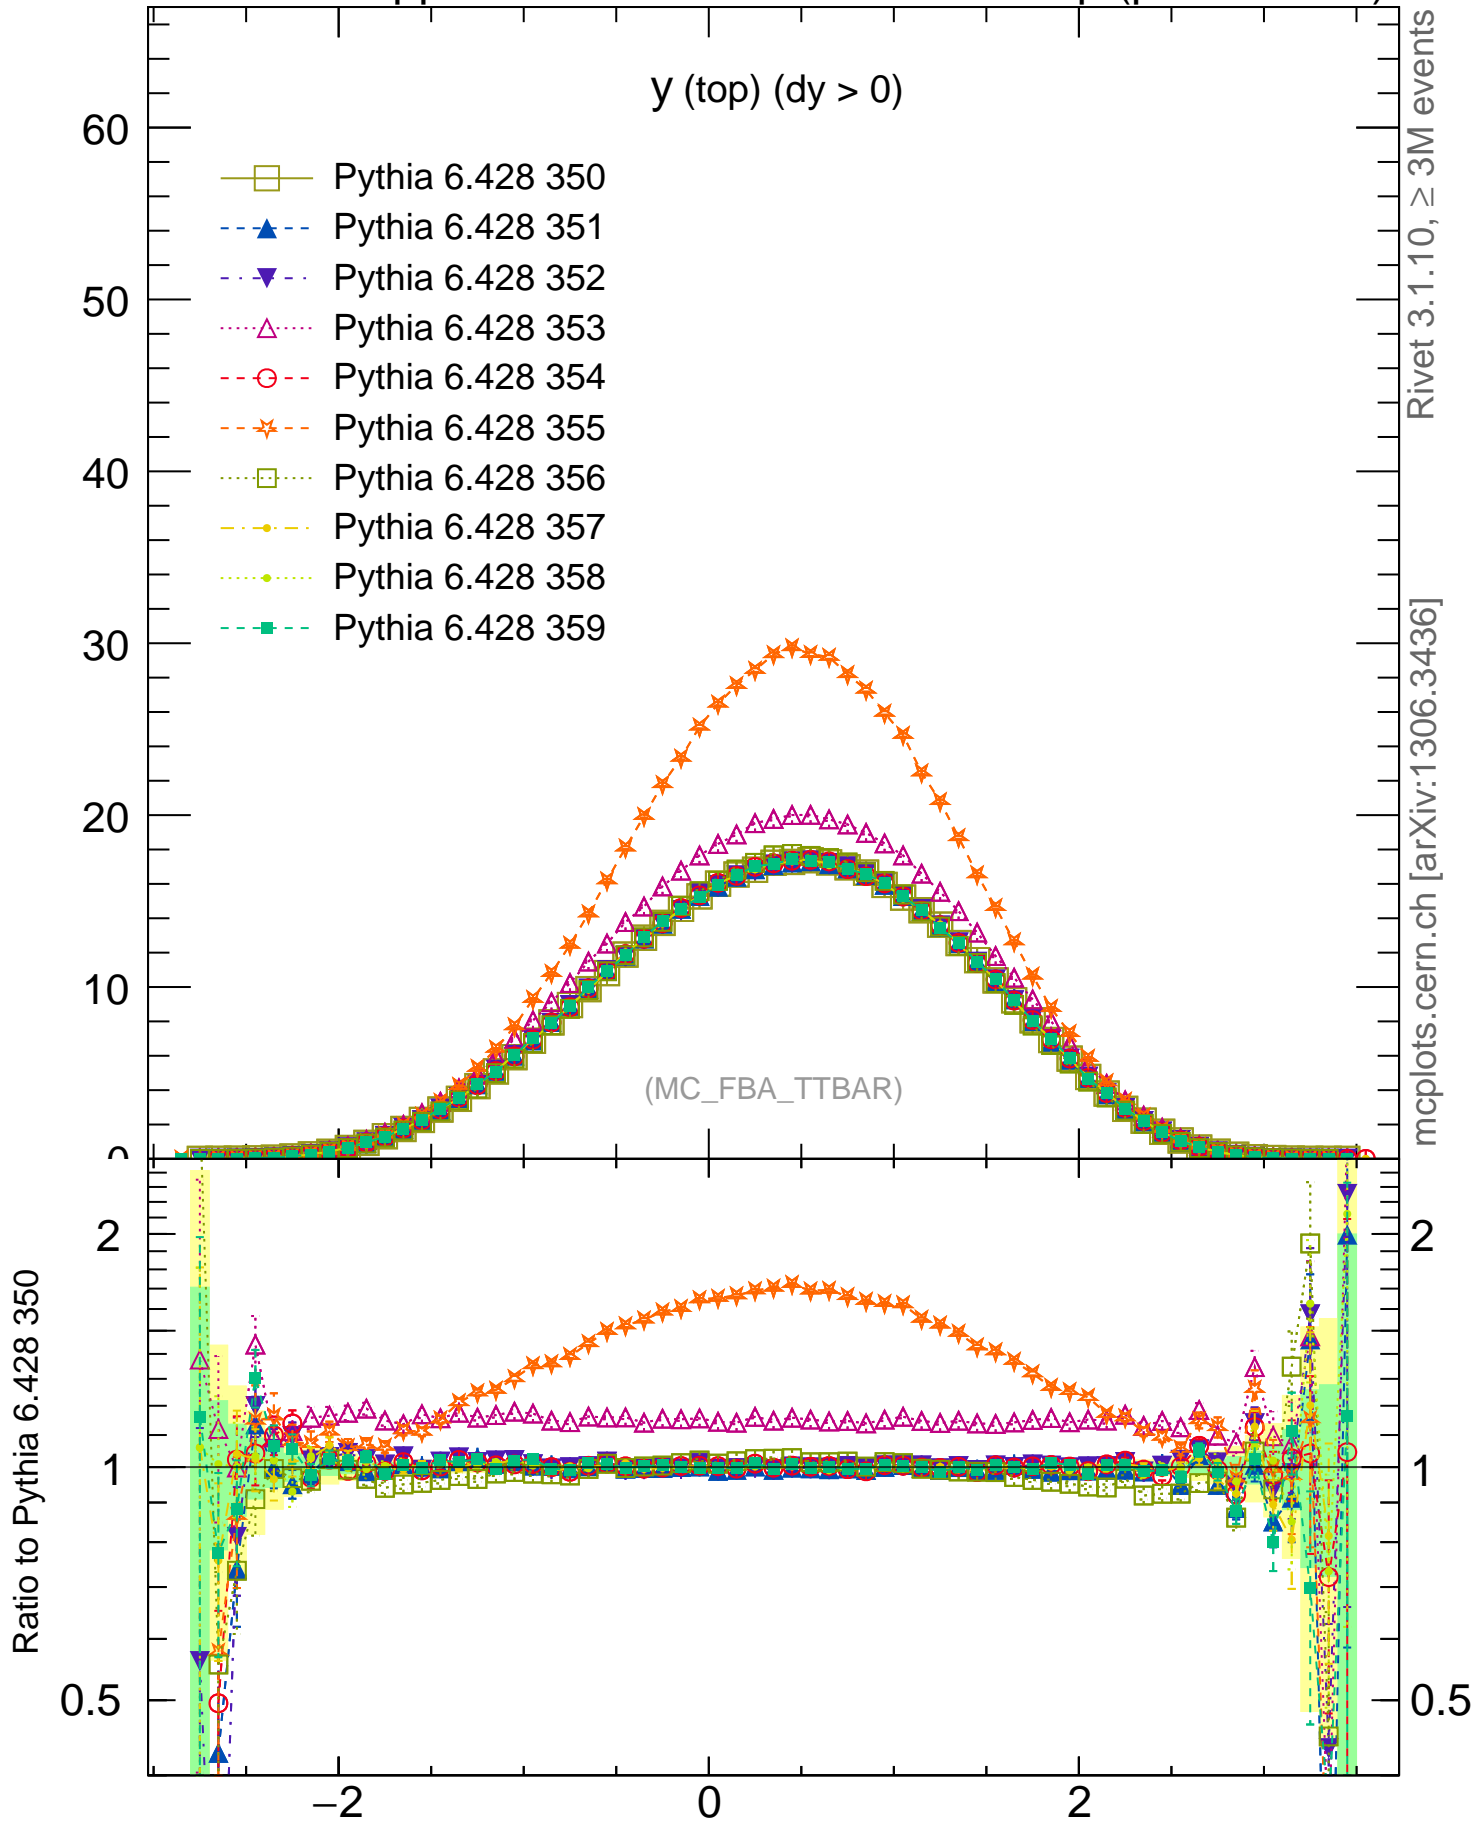 y (top) (dy > 0)
60
50
40
30
20
10
0
Pythia 6.428 350
Pythia 6.428 351
Pythia 6.428 352
Pythia 6.428 353
Pythia 6.428 354
Pythia 6.428 355
Pythia 6.428 356
Pythia 6.428 357
Pythia 6.428 358
Pythia 6.428 359
(MC_FBA_TTBAR)
Rivet 3.1.10, ≥ 3M events
mcplots.cern.ch [arXiv:1306.3436]
Ratio to Pythia 6.428 350
2
1
0.5
2
1
0.5
−2
0
2